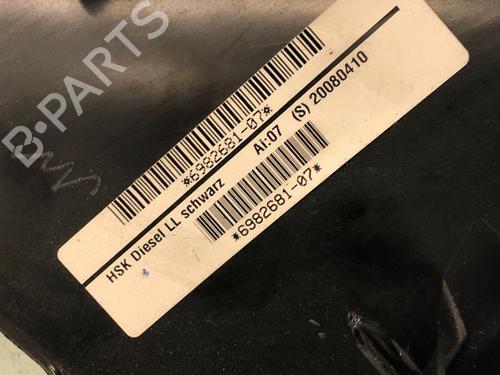 B-PARTS
*6982681-07*
HSK Diesel LL schwarz Ai:07 (S) 20080410
*6982681-07*